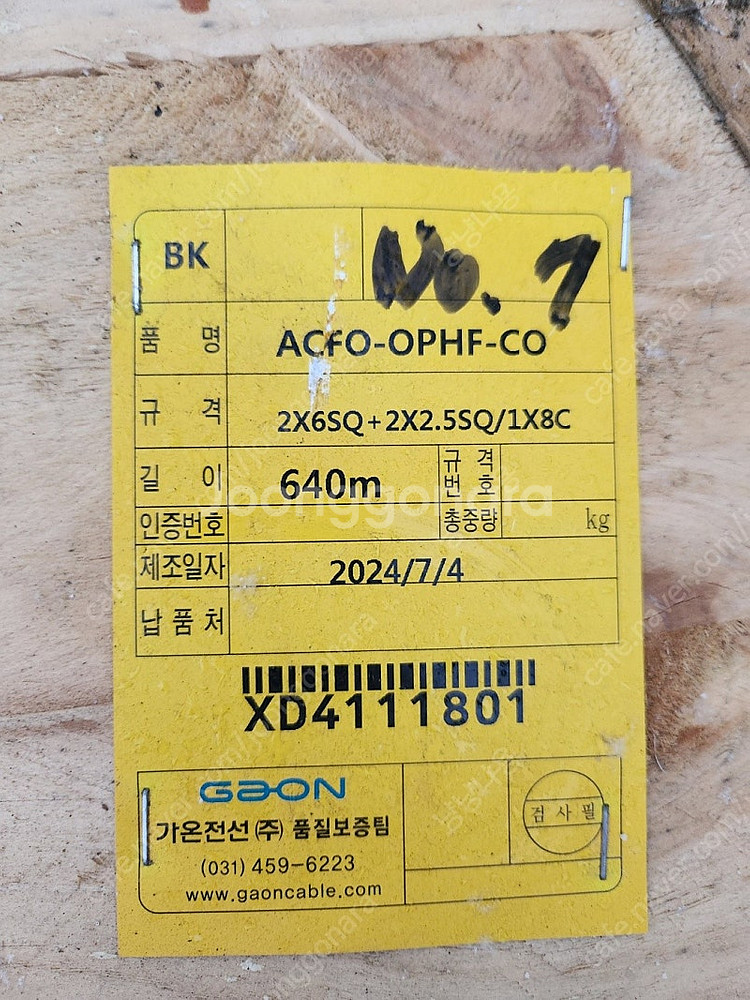 BK
No. 7
품 명 ACFO-OPHF-CO
규 격 2X6SQ+2X2.5SQ/1X8C
길 이 640m 규 격 번 호
인증번호 총중량 kg
제조일자 2024/7/4
납 품 처
XD4111801
GaON
가온전선(주) 품질보증팀
검 사 필
(031) 459-6223
www.gaoncable.com
joonggonara